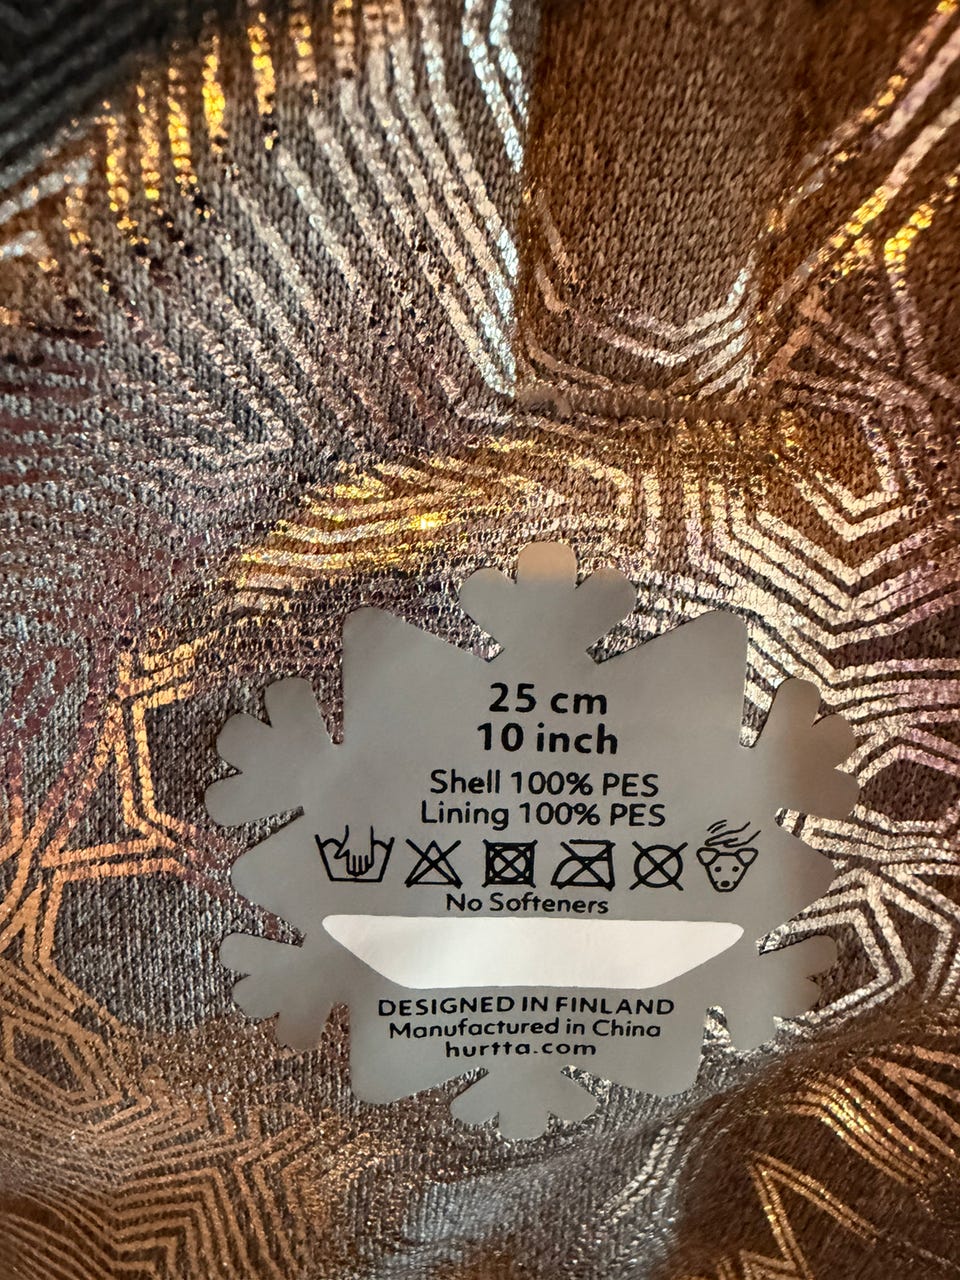 25 cm
10 inch
Shell 100% PES
Lining 100% PES
No Softeners
DESIGNED IN FINLAND
Manufactured in China
hurtta.com